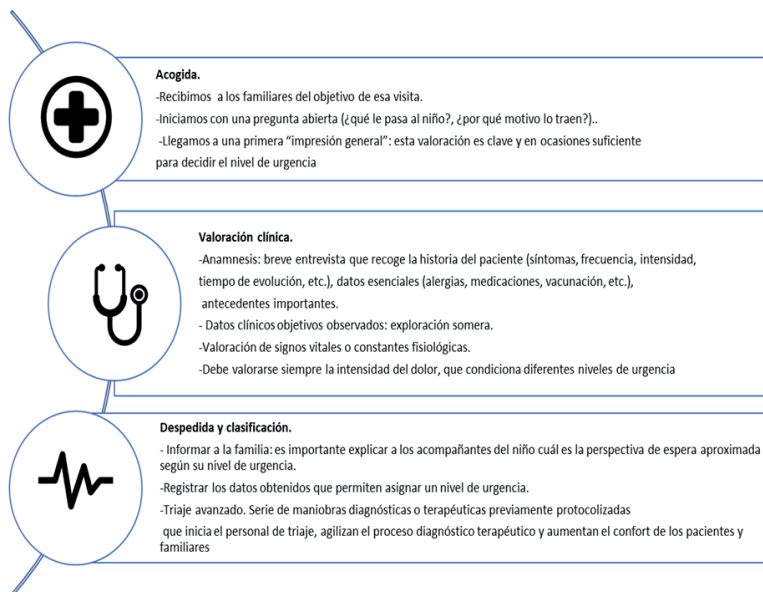 Acogida.
-Recibimos a los familiares del objetivo de esa visita.
-Iniciamos con una pregunta abierta (¿qué le pasa al niño?, ¿por qué motivo lo traen?)..
-Llegamos a una primera “impresión general”: esta valoración es clave y en ocasiones suficiente
para decidir el nivel de urgencia
Valoración clínica.
-Anamnesis: breve entrevista que recoge la historia del paciente (síntomas, frecuencia, intensidad,
tiempo de evolución, etc.), datos esenciales (alergias, medicaciones, vacunación, etc.),
antecedentes importantes.
- Datos clínicos objetivos observados: exploración somera.
-Valoración de signos vitales o constantes fisiológicas.
-Debe valorarse siempre la intensidad del dolor, que condiciona diferentes niveles de urgencia
Despedida y clasificación.
- Informar a la familia: es importante explicar a los acompañantes del niño cuál es la perspectiva de espera aproximada
según su nivel de urgencia.
-Registrar los datos obtenidos que permiten asignar un nivel de urgencia.
-Triaje avanzado. Serie de maniobras diagnósticas o terapéuticas previamente protocolizadas
que inicia el personal de triaje, agilizan el proceso diagnóstico terapéutico y aumentan el confort de los pacientes y
familiares